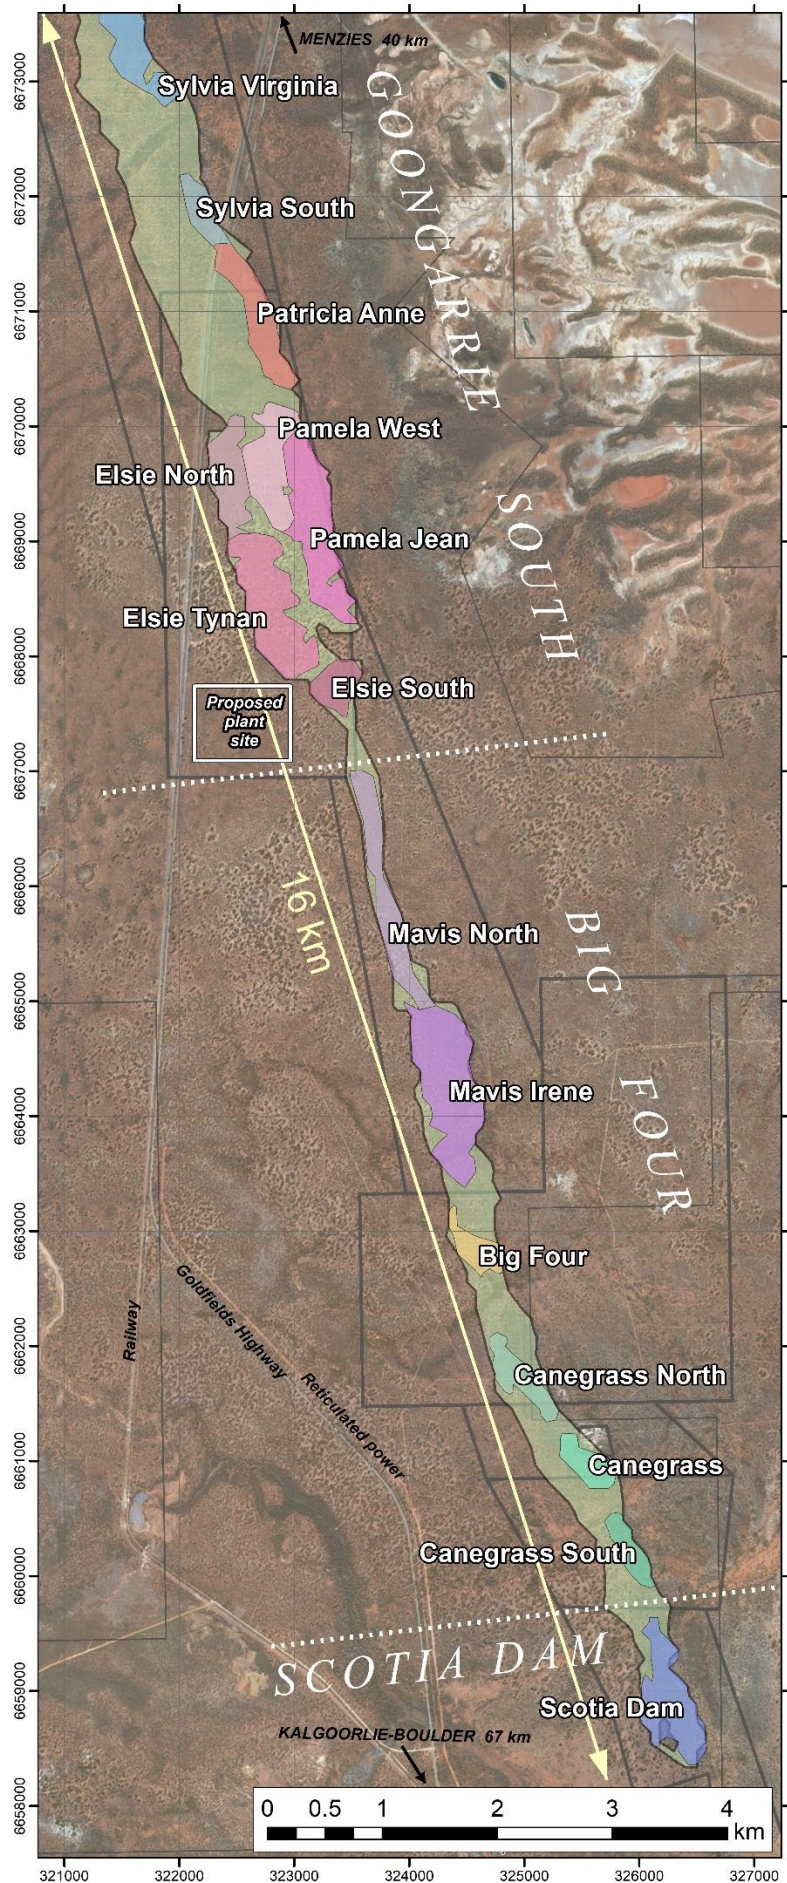 MENZIES 40 km
Sylvia Virginia
GOONGARRIE
Sylvia South
Patricia Anne
Pamela West
Elsie North
SOUTH
Pamela Jean
Elsie Tynan
Elsie South
Proposed
plant
site
16 km
BIG
Mavis North
Mavis Irene
FOUR
Big Four
Goldfields Highway
Railway
Canegrass North
Reticulated power
Canegrass
Canegrass South
SCOTIA DAM
Scotia Dam
KALGOORLIE-BOULDER 67 km
0 0.5 1 2 3 4
km
6673000
6672000
6671000
6670000
6669000
6668000
6667000
6666000
6665000
6664000
6663000
6662000
6661000
6660000
6659000
6658000
321000 322000 323000 324000 325000 326000 327000